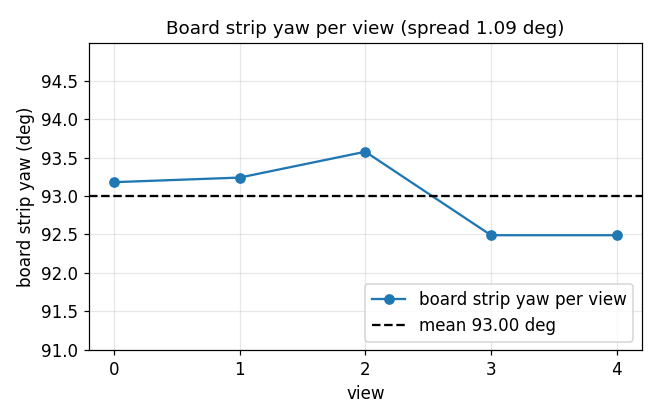 Board strip yaw per view (spread 1.09 deg)
board strip yaw (deg)
94.5
94.0
93.5
93.0
92.5
92.0
91.5
91.0
0 1 2 3 4
view
board strip yaw per view
mean 93.00 deg